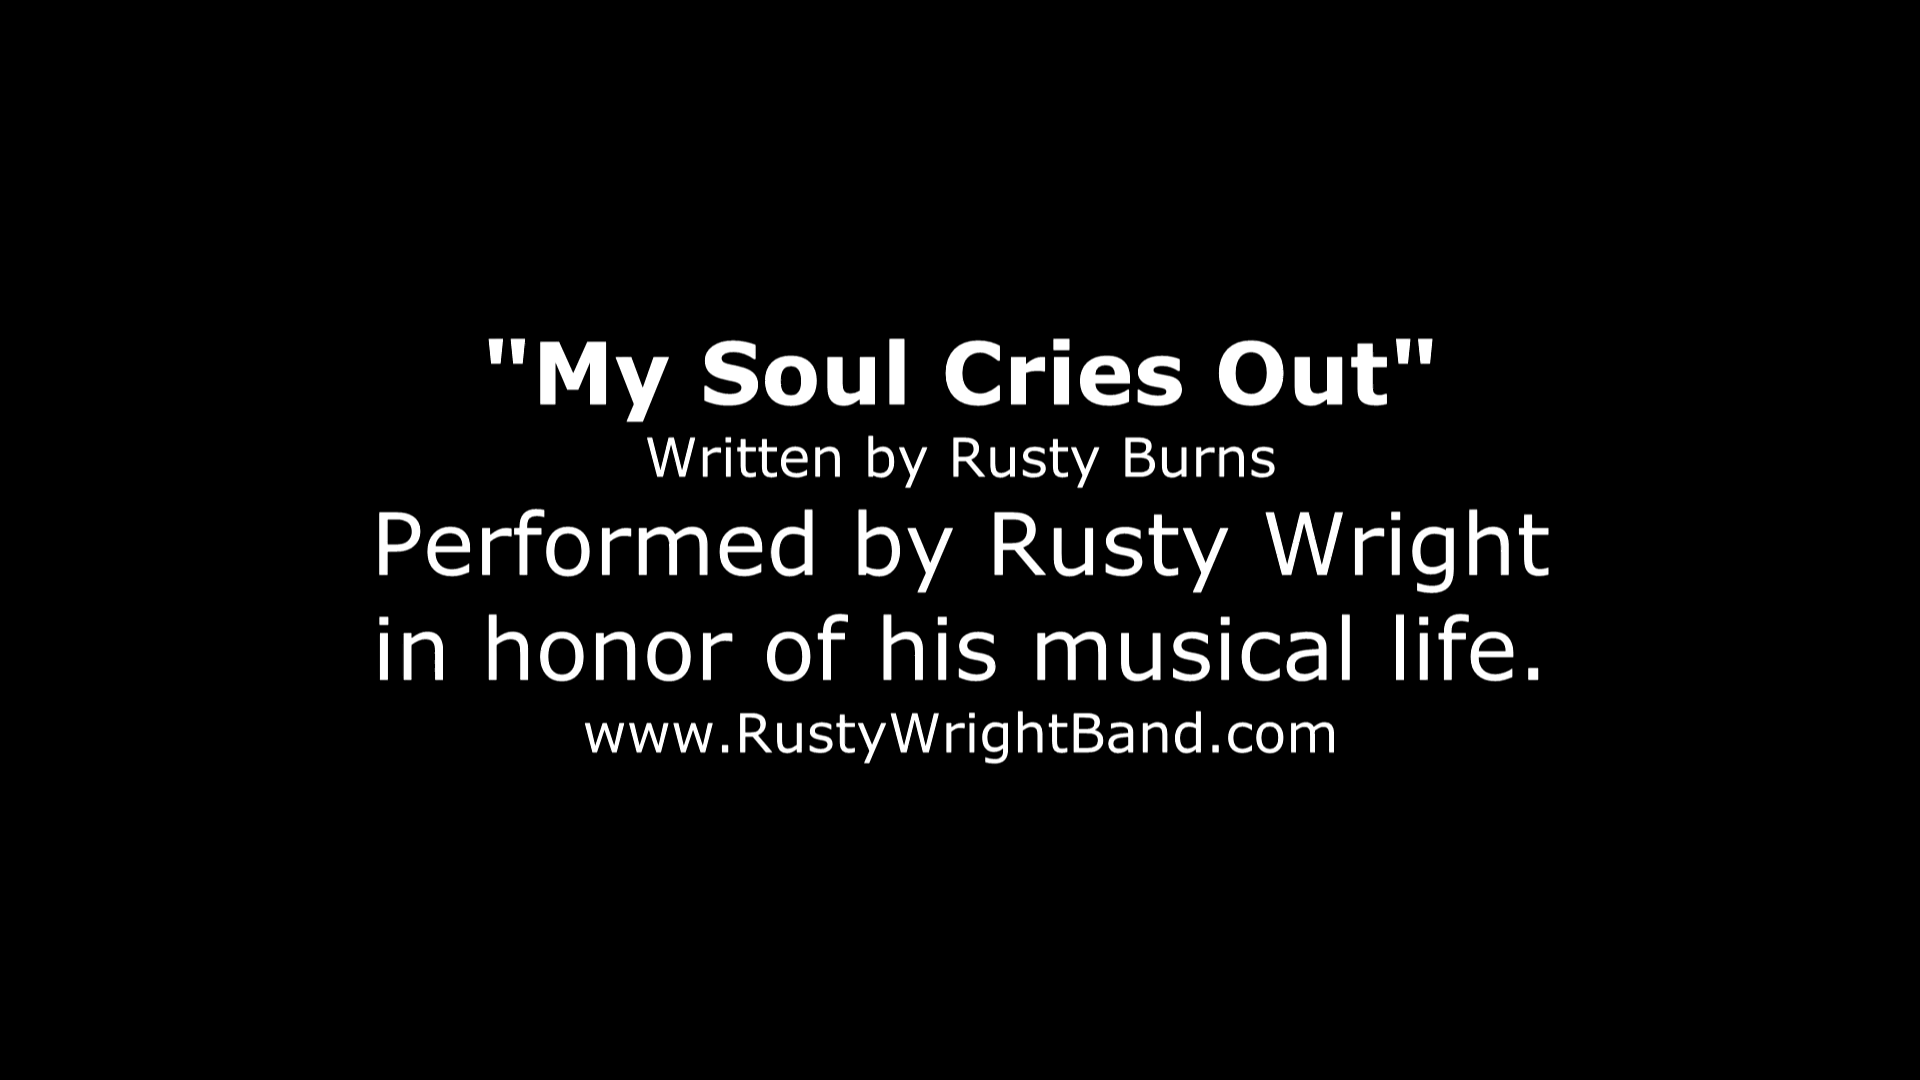 "My Soul Cries Out"
Written by Rusty Burns
Performed by Rusty Wright
in honor of his musical life.
www.RustyWrightBand.com